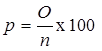 p = O/n x 100